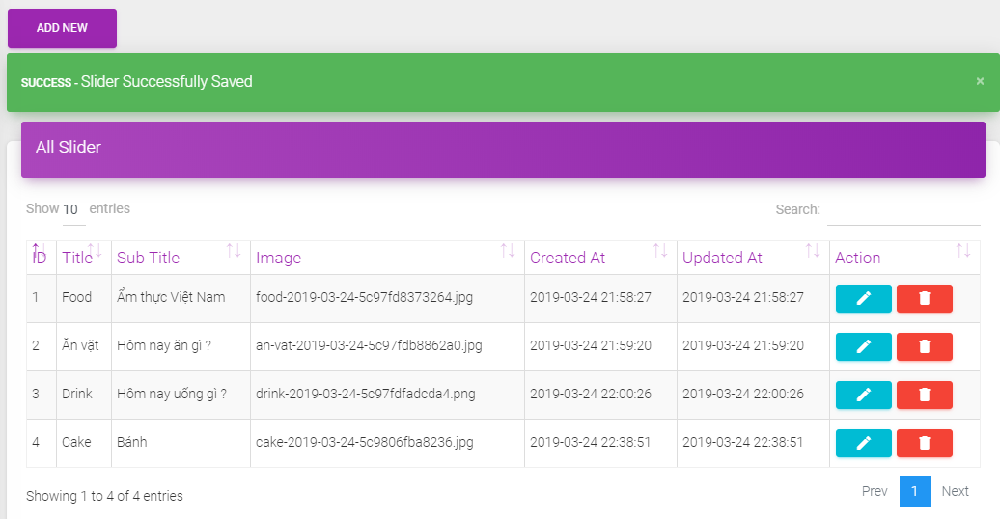 ADD NEW
SUCCESS - Slider Successfully Saved ×
All Slider
Show 10 entries Search:
ID Title Sub Title Image Created At Updated At Action
1 Food Ẩm thực Việt Nam food-2019-03-24-5c97fd8373264.jpg 2019-03-24 21:58:27 2019-03-24 21:58:27
2 Ăn vặt Hôm nay ăn gì ? an-vat-2019-03-24-5c97fdb8862a0.jpg 2019-03-24 21:59:20 2019-03-24 21:59:20
3 Drink Hôm nay uống gì ? drink-2019-03-24-5c97fdfadcda4.png 2019-03-24 22:00:26 2019-03-24 22:00:26
4 Cake Bánh cake-2019-03-24-5c9806fba8236.jpg 2019-03-24 22:38:51 2019-03-24 22:38:51
Showing 1 to 4 of 4 entries Prev 1 Next